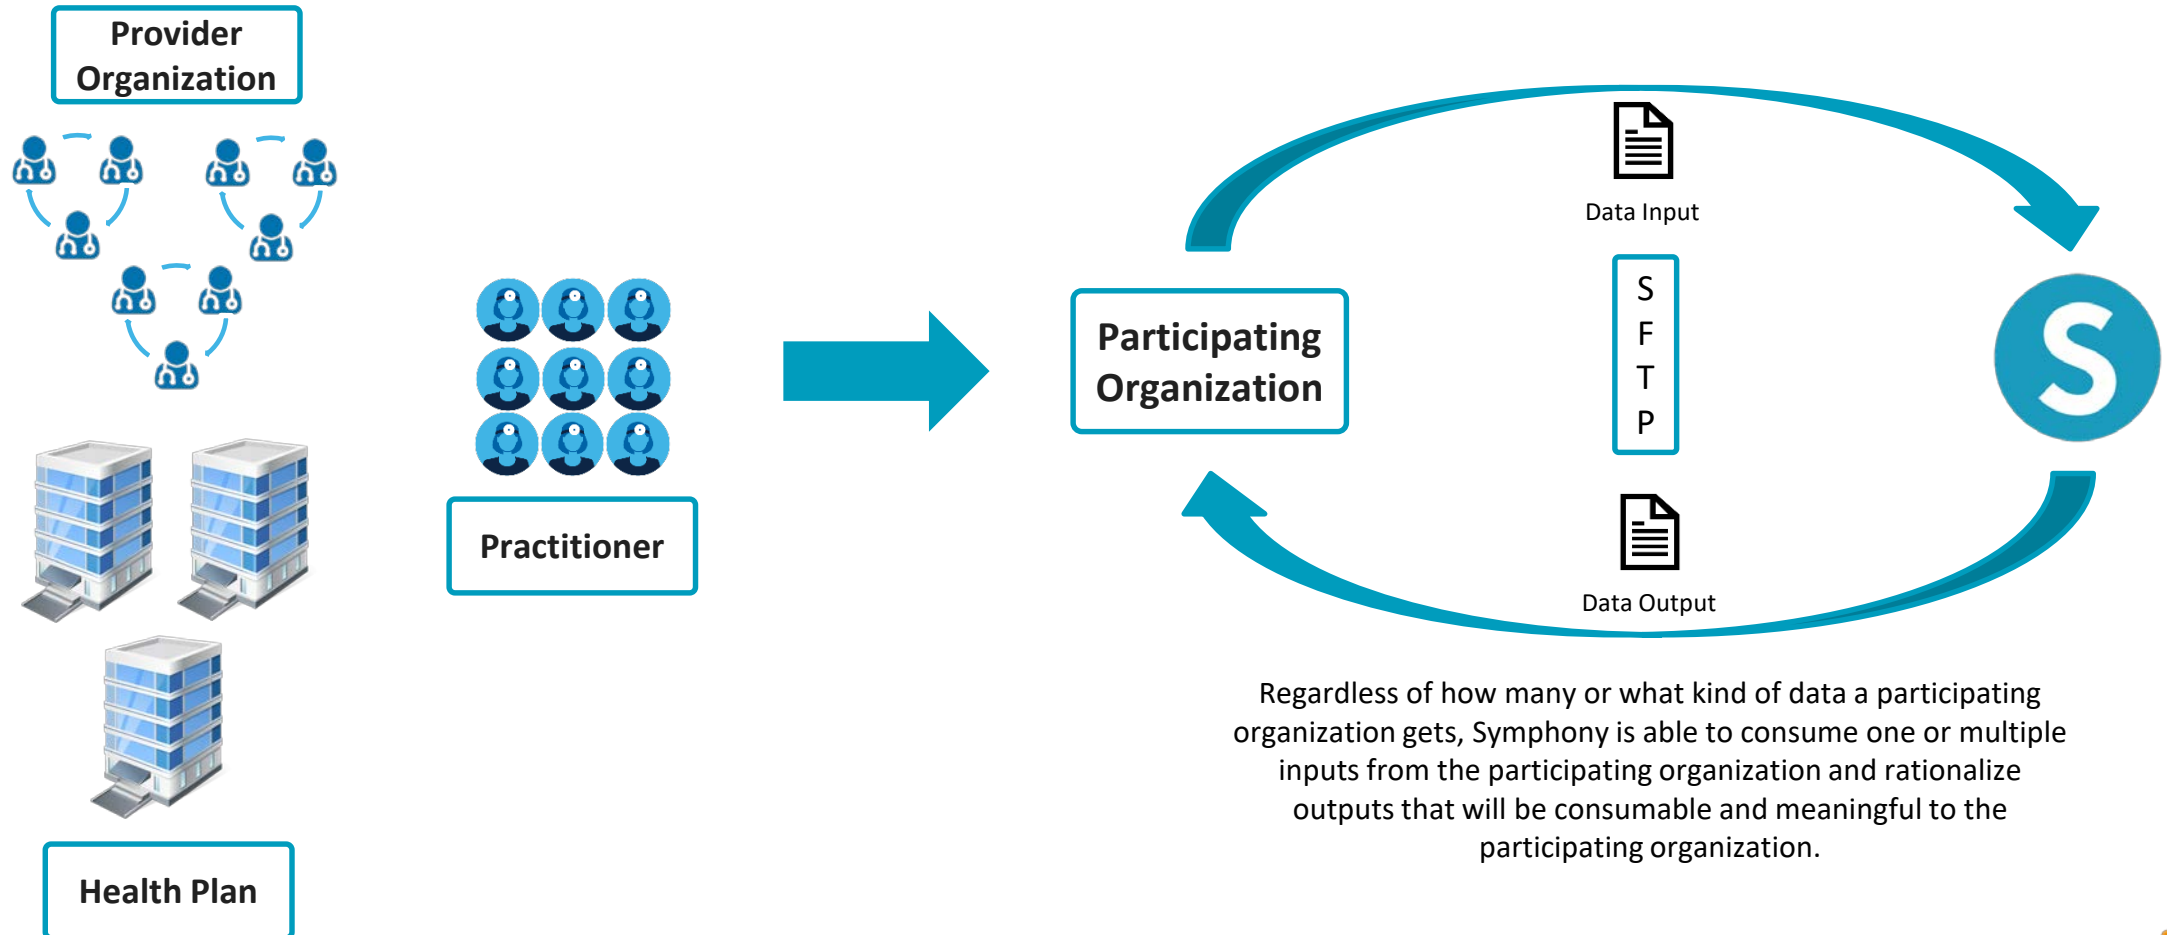 Provider
Organization
Health Plan
Practitioner
Participating
Organization
Data Input
S
F
T
P
Data Output
S
Regardless of how many or what kind of data a participating
organization gets, Symphony is able to consume one or multiple
inputs from the participating organization and rationalize
outputs that will be consumable and meaningful to the
participating organization.